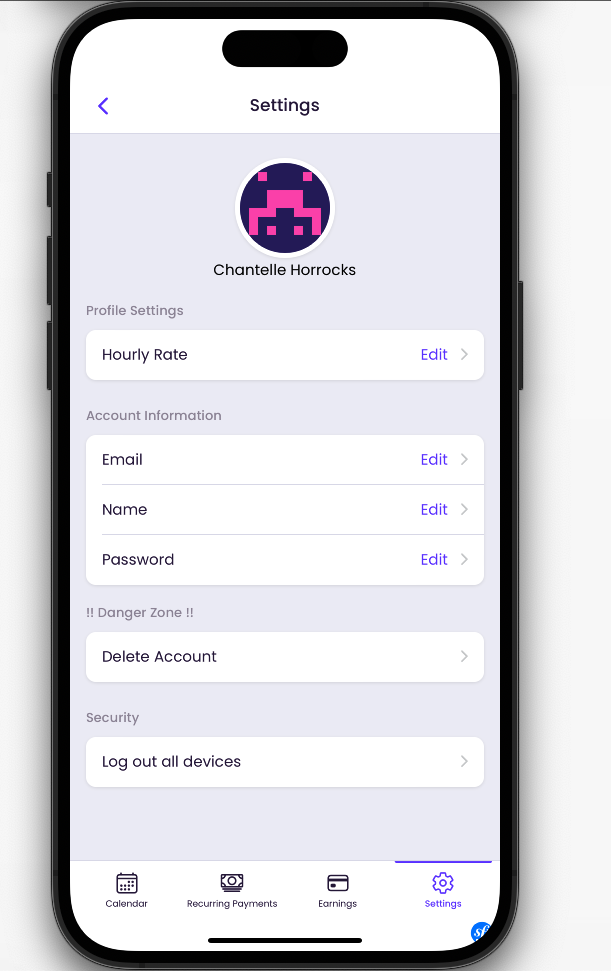 Settings
Chantelle Horrocks
Profile Settings
Hourly Rate Edit
Account Information
Email Edit
Name Edit
Password Edit
!! Danger Zone !!
Delete Account
Security
Log out all devices
Calendar Recurring Payments Earnings Settings
sf